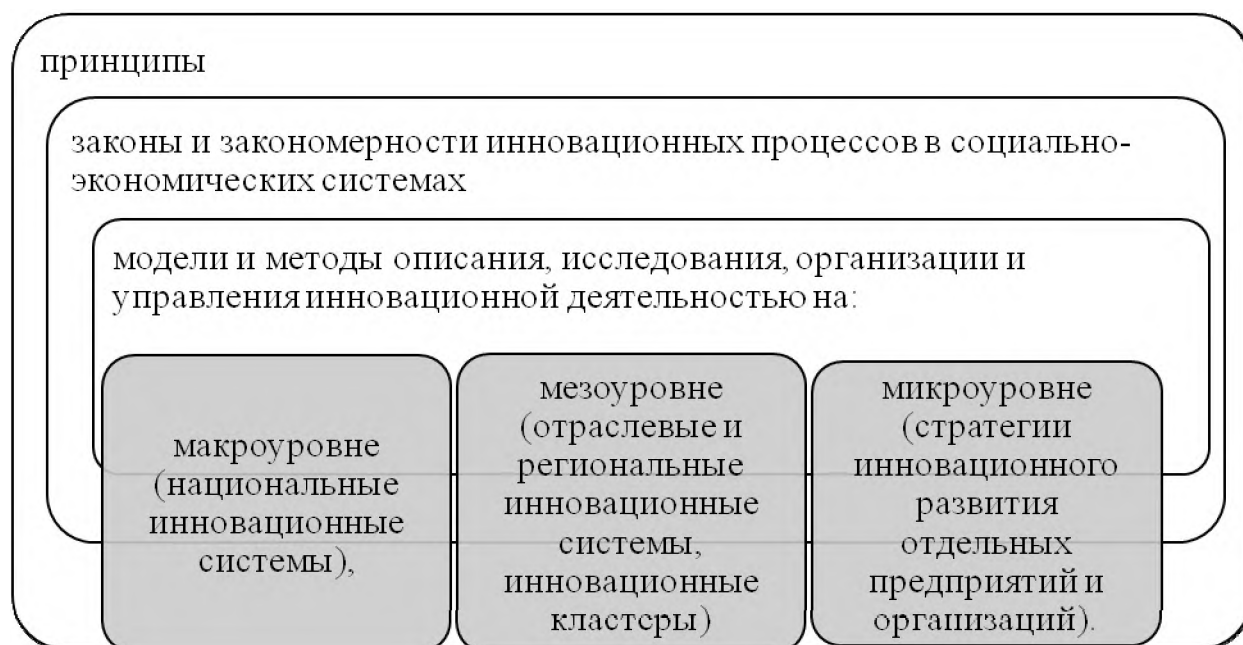 принципы
законы и закономерности инновационных процессов в социально-
экономических системах
модели и методы описания, исследования, организации и
управления инновационной деятельностью на:
макроуровне
(национальные
инновационные
системы),
мезоуровне
(отраслевые и
региональные
инновационные
системы,
инновационные
кластеры)
микроуровне
(стратегии
инновационного
развития
отдельных
предприятий и
организаций).